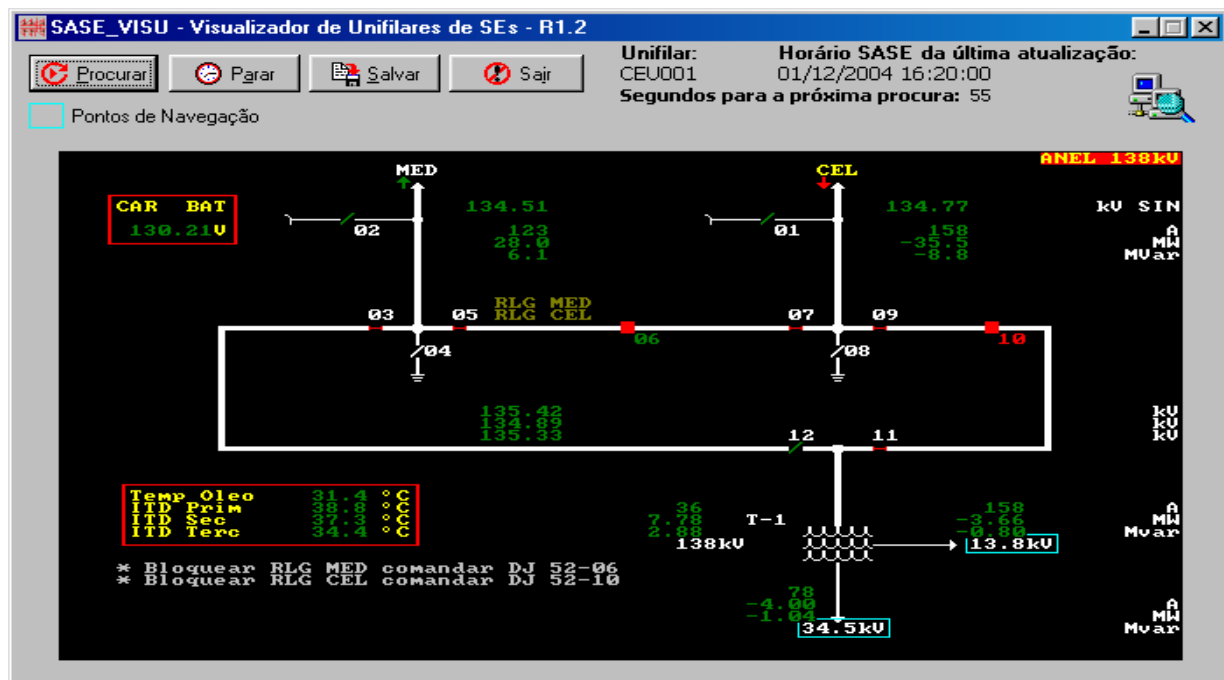 SASE_VISU - Visualizador de Unifilares de SEs - R1.2
Procurar Parar Salvar Sair
Unifilar: Horário SASE da última atualização:
CEU001 01/12/2004 16:20:00
Segundos para a próxima procura: 55
Pontos de Navegação
ANEL 138kV
MED CEL
CAR BAT 134.51 134.77 kV SIN
130.21V 02 01
123 158 A
28.0 -35.5 MW
6.1 -8.8 MVar
RLG MED
03 05 RLG CEL 07 09
06 10
04 08
135.42 kV
134.89 kV
135.33 kV
12 11
Temp Oleo 31.4 °C
ITD Prim 38.8 °C
ITD Sec 37.3 °C
ITD Terc 34.4 °C
36 158 A
7.78 T-1 -3.66 MW
2.88 -0.80 Mvar
138kV 13.8kV
* Bloquear RLG MED comandar DJ 52-06
* Bloquear RLG CEL comandar DJ 52-10
78 A
-4.00 MW
-1.04 Mvar
34.5kV